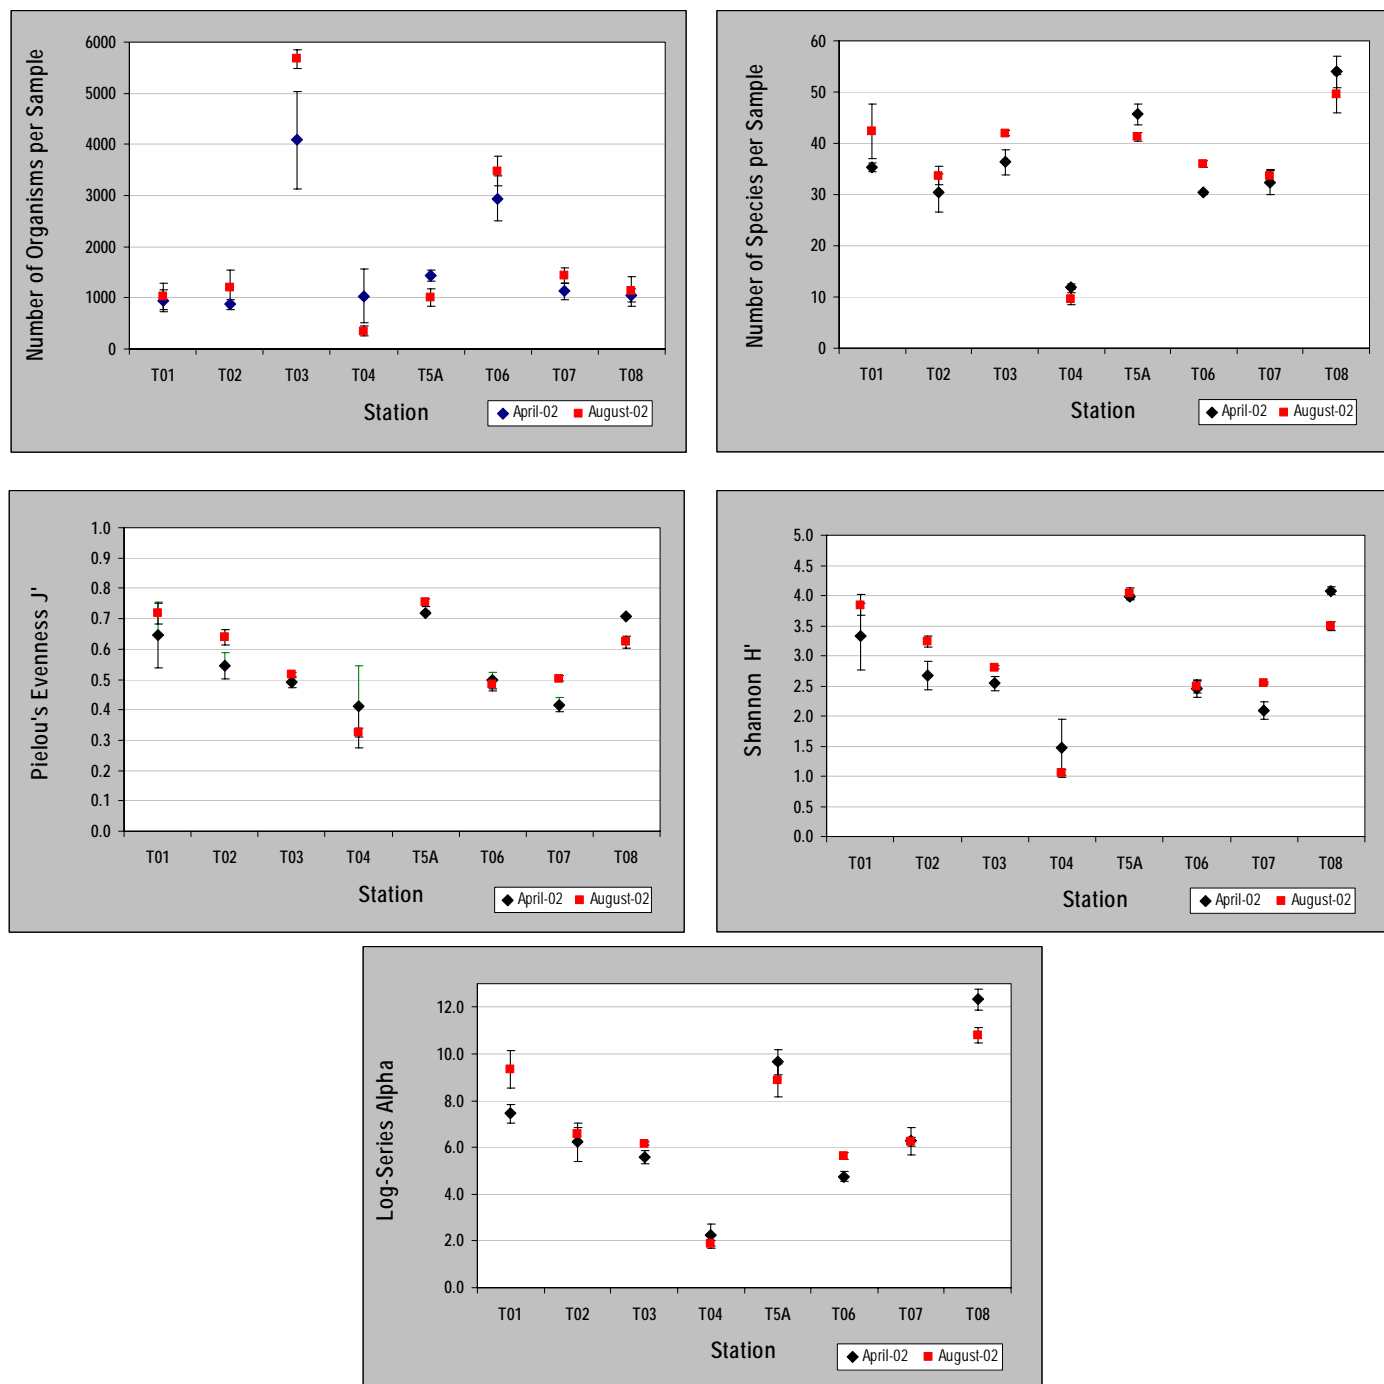 Number of Organisms per Sample
6000
5000
4000
3000
2000
1000
0
T01 T02 T03 T04 T5A T06 T07 T08
Station
April-02 August-02
Number of Species per Sample
60
50
40
30
20
10
0
T01 T02 T03 T04 T5A T06 T07 T08
Station
April-02 August-02
Pielou's Evenness J'
1.0
0.9
0.8
0.7
0.6
0.5
0.4
0.3
0.2
0.1
0.0
T01 T02 T03 T04 T5A T06 T07 T08
Station
April-02 August-02
Shannon H'
5.0
4.5
4.0
3.5
3.0
2.5
2.0
1.5
1.0
0.5
0.0
T01 T02 T03 T04 T5A T06 T07 T08
Station
April-02 August-02
Log-Series Alpha
12.0
10.0
8.0
6.0
4.0
2.0
0.0
T01 T02 T03 T04 T5A T06 T07 T08
Station
April-02 August-02